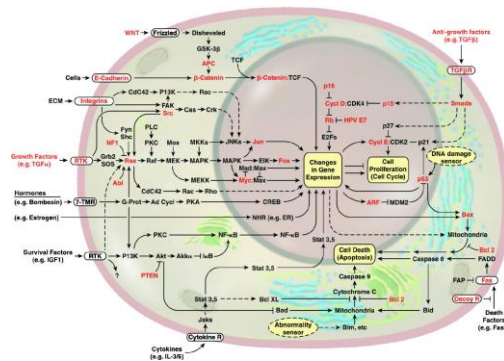 WNT
Frizzled
Disheveled
GSK-3β
APC
TCF
Cells
E-Cadherin
β-Catenin
β-Catenin:TCF
Anti-growth factors
(e.g. TGFβ)
TGFβR
ECM
Integrins
CdC42
PI3K
Rac
FAK
Src
Cas
Crk
Fyn
Shc
NF1
PLC
PKC
Mos
MKKs
JNKs
Jun
p16
Cycl D:CDK4
p15
Smads
Rb
HPV E7
E2Fs
p27
Cycl E:CDK2
p21
Growth Factors
(e.g. TGFα)
RTK
Grb2
SOS
Ras
Raf
MEK
MAPK
MAPK
ElK
Fos
Abl
MEKK
Mad:Max
Myc:Max
Changes
in Gene
Expression
Cell
Proliferation
(Cell Cycle)
DNA damage
sensor
p53
CdC42
Rac
Rho
Hormones
(e.g. Bombesin)
7-TMR
G-Prot
Ad Cycl
PKA
CREB
ARF
MDM2
Bax
(e.g. Estrogen)
NHR (e.g. ER)
Mitochondria
PKC
NF-κB
NF-κB
Bcl 2
Survival Factors
(e.g. IGF1)
RTK
PI3K
Akt
Akkα
IκB
PTEN
Stat 3,5
Stat 3,5
Cell Death
(Apoptosis)
Caspase 8
FADD
Caspase 9
FAP
Fas
Cytochrome C
Stat 3,5
Bcl XL
Bcl 2
Decoy R
Bad
Mitochondria
Bid
Death
Factors
(e.g. Fas)
Jaks
Abnormality
sensor
Bim, etc
Cytokine R
Cytokines
(e.g. IL-3/6)